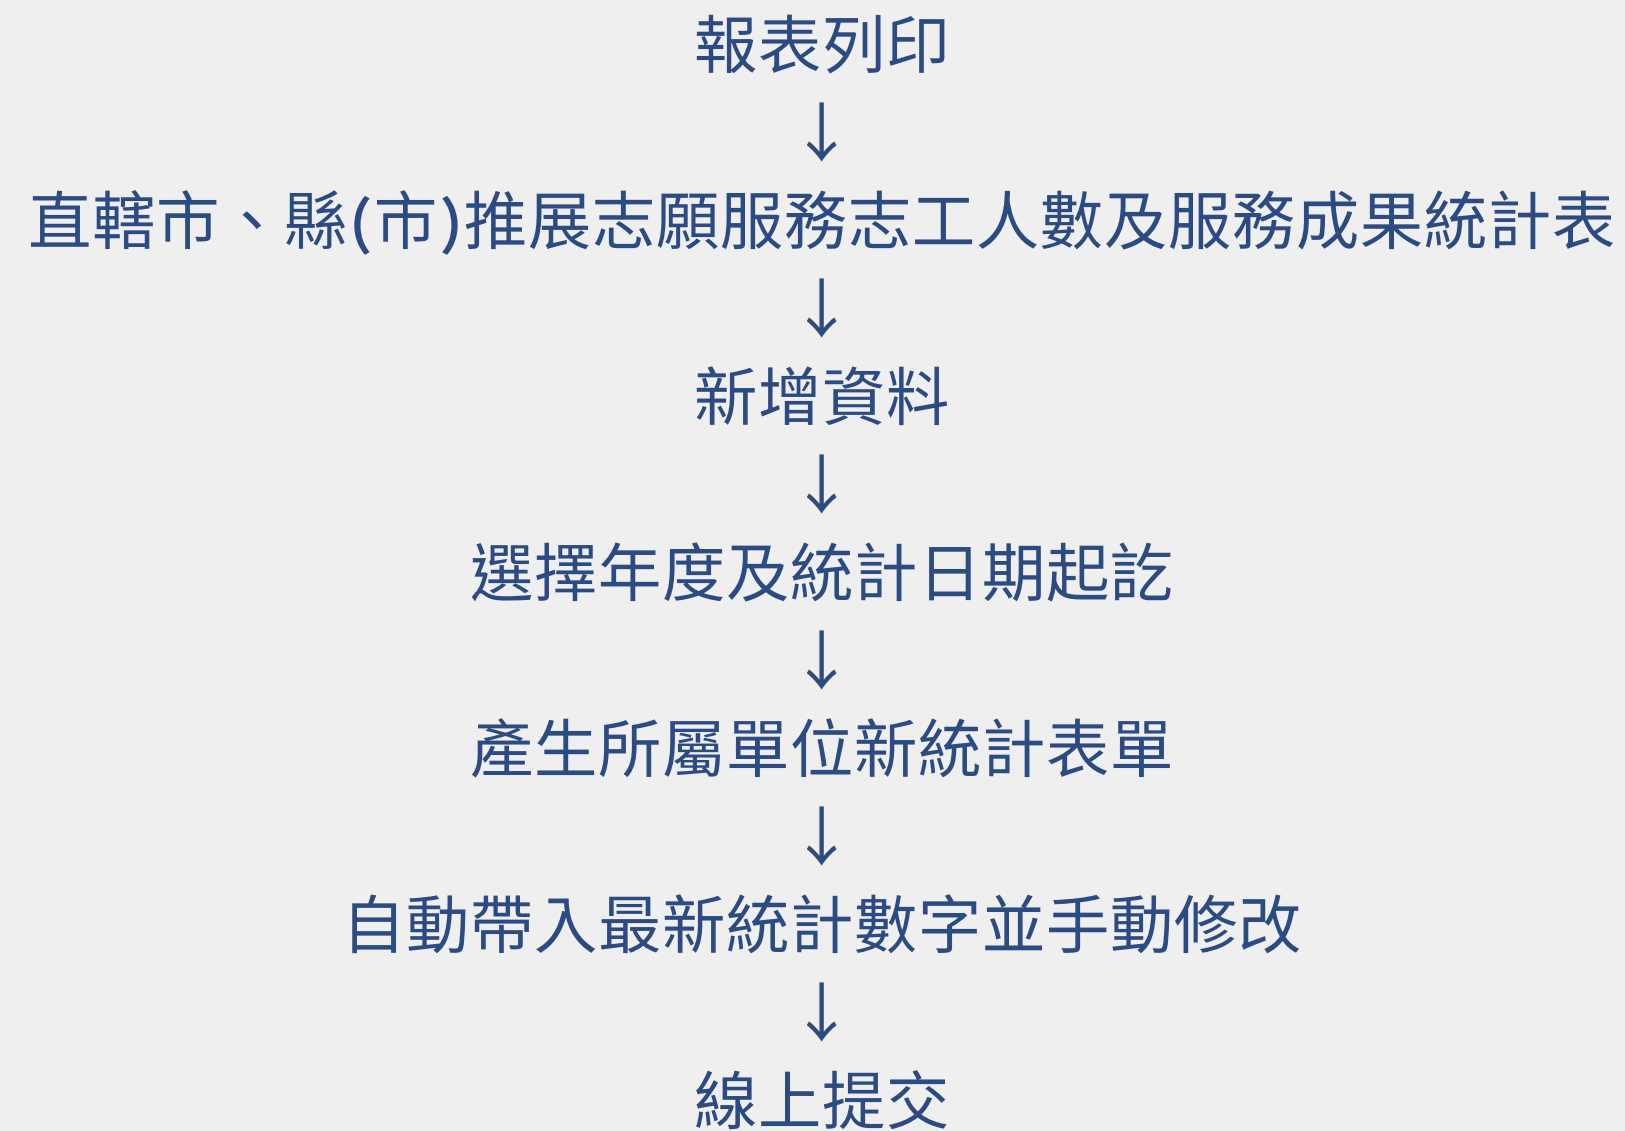 報表列印
↓
直轄市、縣(市)推展志願服務志工人數及服務成果統計表
↓
新增資料
↓
選擇年度及統計日期起訖
↓
產生所屬單位新統計表單
↓
自動帶入最新統計數字並手動修改
↓
線上提交